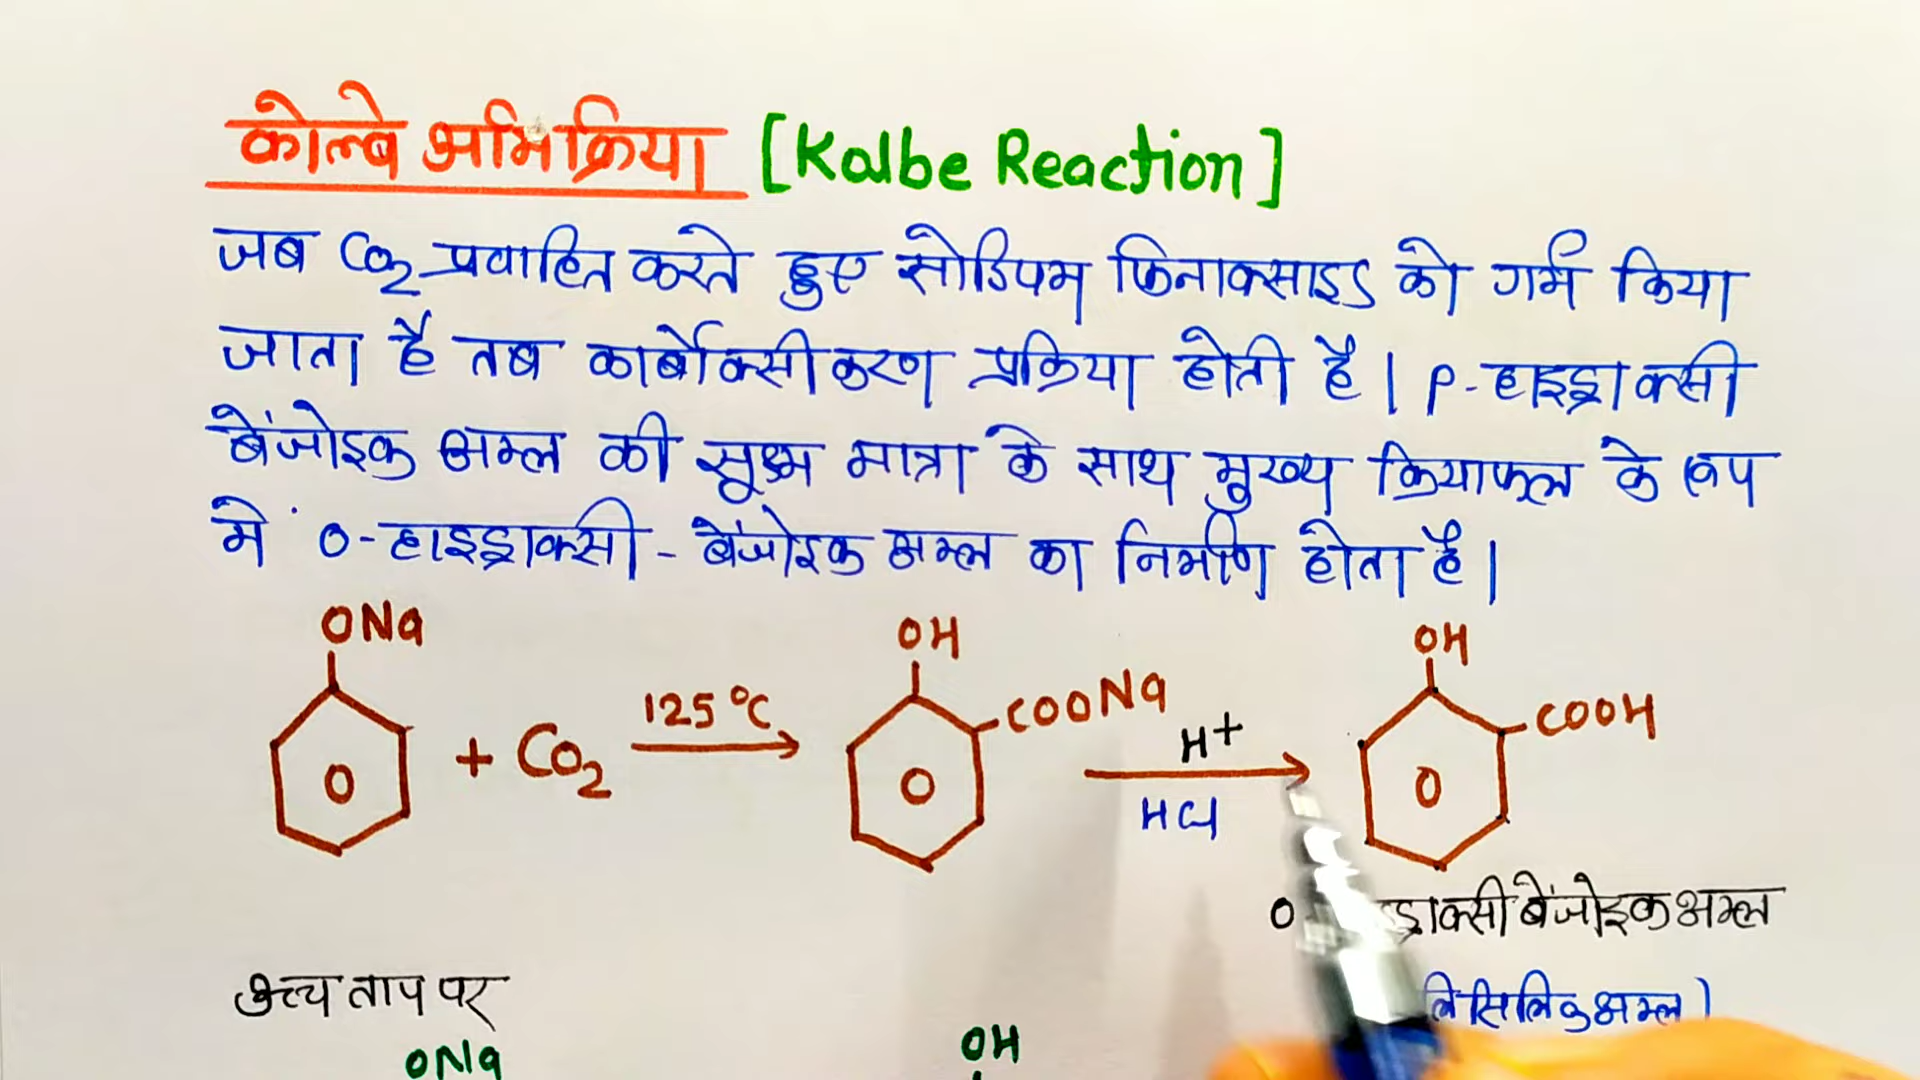 कोल्बे अभिक्रिया [Kolbe Reaction]
जब CO2 प्रवाहित करते हुए सोडियम फिनाक्साइड को गर्म किया
जाता है तब कार्बोक्सीकरण प्रक्रिया होती है। p-हाइड्राक्सी
बेंजोइक अम्ल की सूक्ष्म मात्रा के साथ मुख्य क्रियाफल के रूप
में o-हाइड्राक्सी-बेंजोइक अम्ल का निर्माण होता है।
ONa + CO2 125°C OH COONa H+ HCl OH COOH
o ड्राक्सी बेंजोइक अम्ल
लिसिलिक अम्ल)
उच्च ताप पर
ONa OH